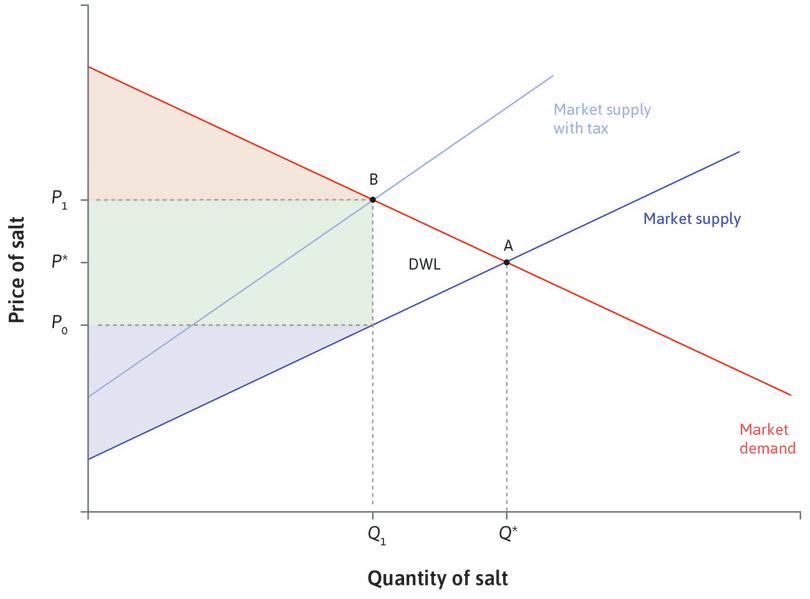 Market supply
with tax
B
P1
Market supply
A
P*
DWL
P0
Price of salt
Market
demand
Q1
Q*
Quantity of salt